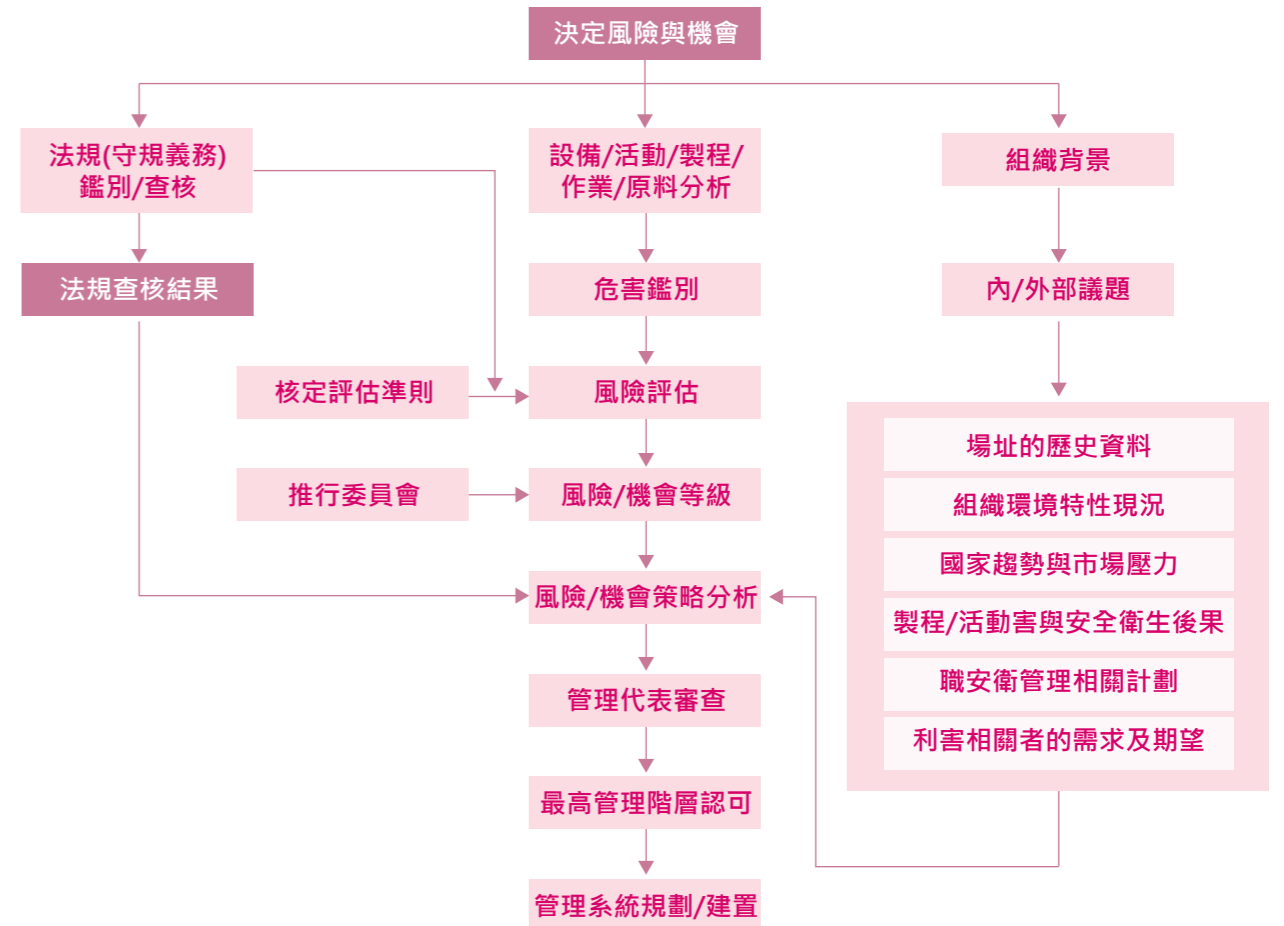 決定風險與機會
法規(守規義務)
鑑別/查核
設備/活動/製程/
作業/原料分析
組織背景
法規查核結果
危害鑑別
內/外部議題
核定評估準則
風險評估
推行委員會
風險/機會等級
風險/機會策略分析
管理代表審查
最高管理階層認可
管理系統規劃/建置
場址的歷史資料
組織環境特性現況
國家趨勢與市場壓力
製程/活動害與安全衛生後果
職安衛管理相關計劃
利害相關者的需求及期望